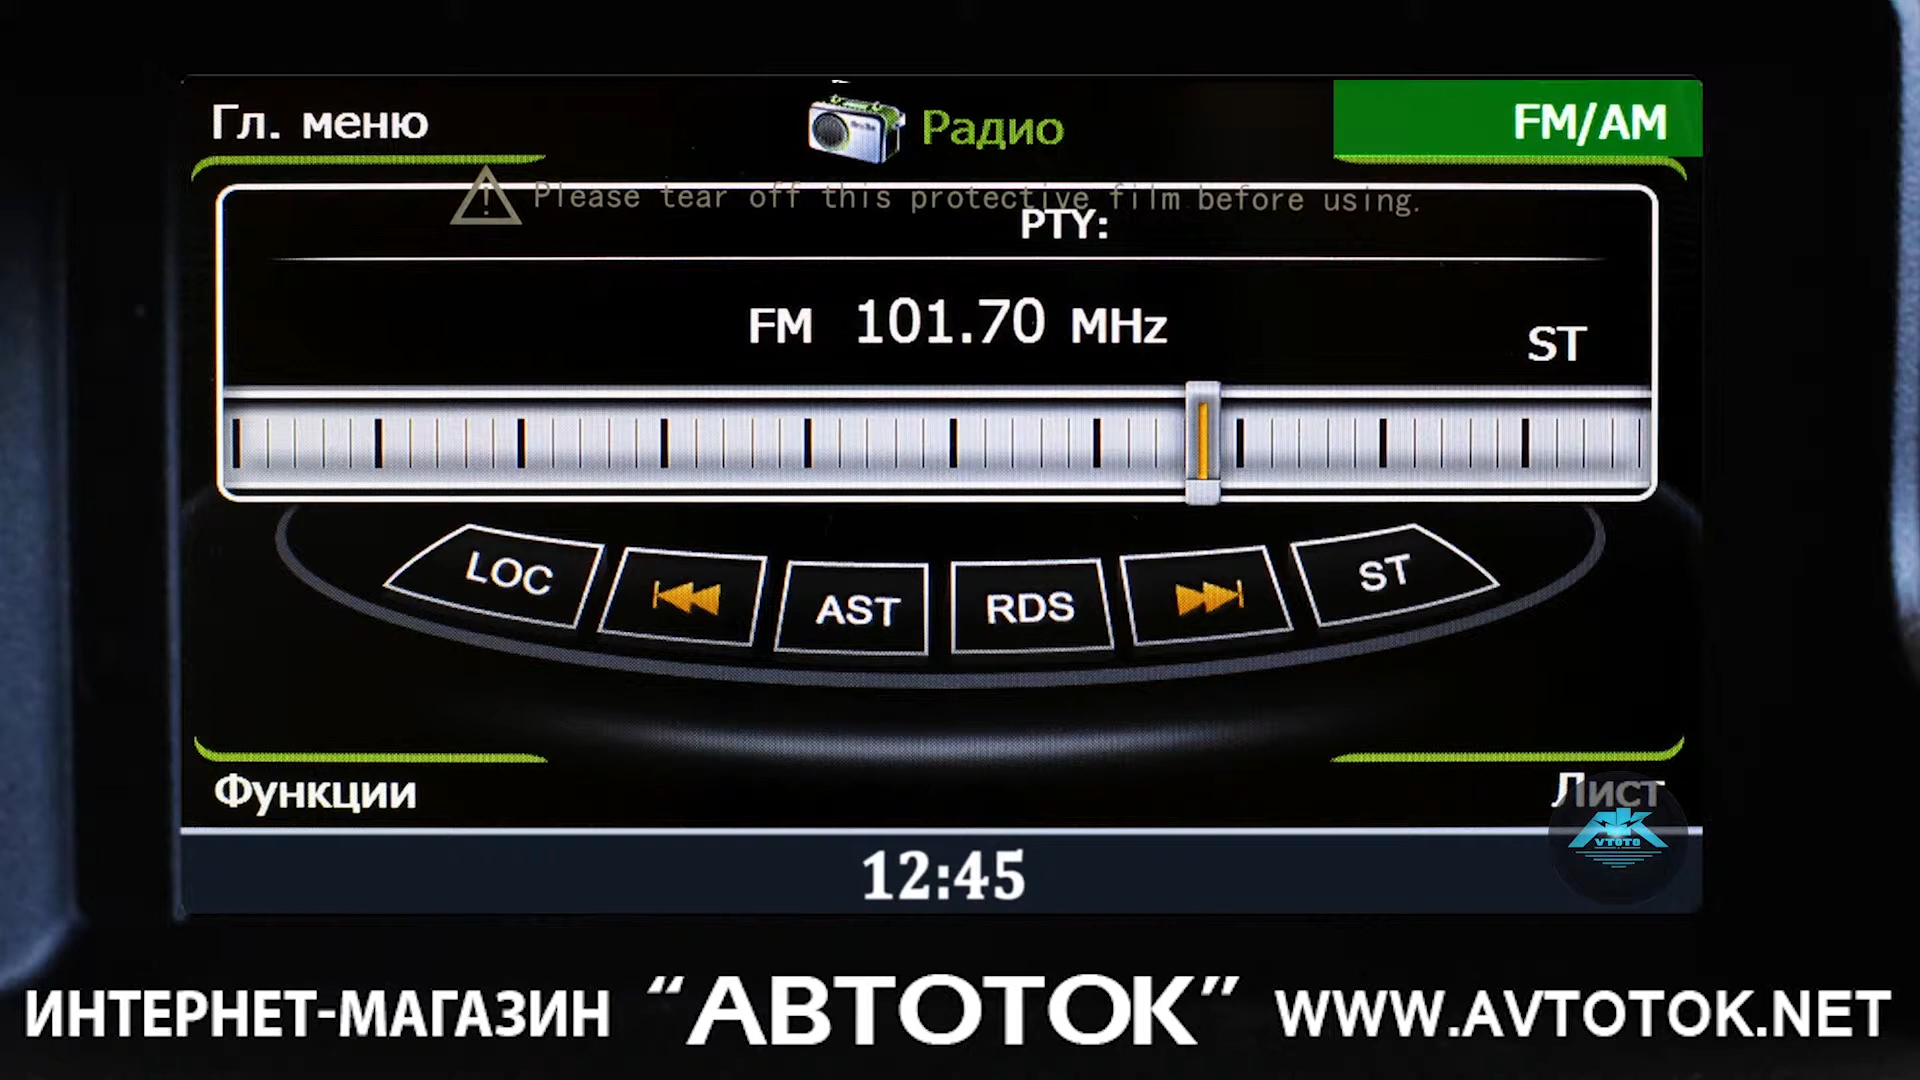 Гл. меню
Радио
FM/AM
Please tear off this protective film before using.
PTY:
FM 101.70 MHz
ST
LOC
AST
RDS
ST
Функции
Лист
VTOTO
12:45
ИНТЕРНЕТ-МАГАЗИН “АВТОТОК” WWW.AVTOTOK.NET